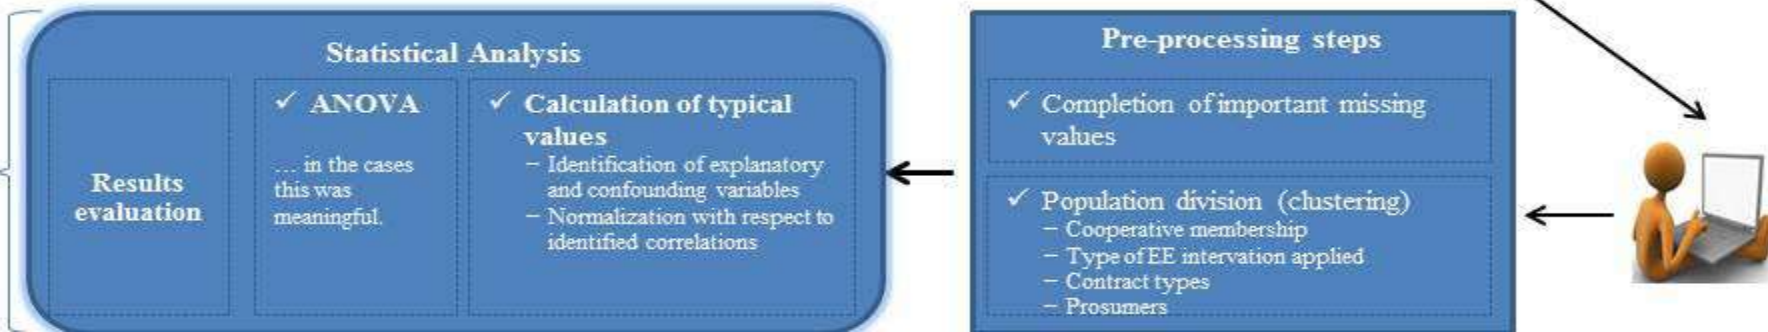 Statistical Analysis
Results
evaluation
✓ ANOVA
… in the cases
this was
meaningful.
✓ Calculation of typical
values
– Identification of explanatory
and confounding variables
– Normalization with respect to
identified correlations
Pre-processing steps
✓ Completion of important missing
values
✓ Population division (clustering)
– Cooperative membership
– Type of EE intervation applied
– Contract types
– Prosumers